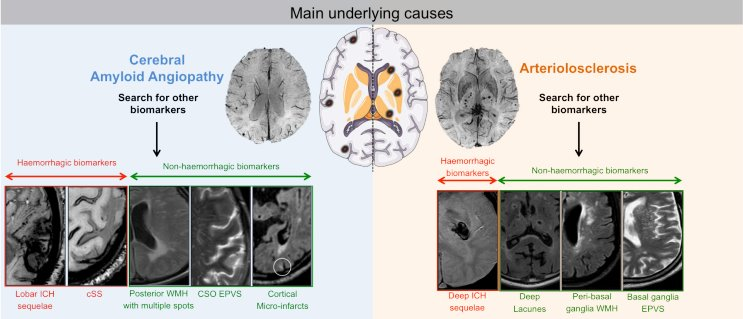 Main underlying causes
Cerebral
Amyloid Angiopathy
Search for other
biomarkers
Haemorrhagic biomarkers
Non-haemorrhagic biomarkers
Lobar ICH
sequelae
cSS
Posterior WMH
with multiple spots
CSO EPVS
Cortical
Micro-infarcts
Arteriolosclerosis
Search for other
biomarkers
Haemorrhagic
biomarkers
Non-haemorrhagic biomarkers
Deep ICH
sequelae
Deep
Lacunes
Peri-basal
ganglia WMH
Basal ganglia
EPVS